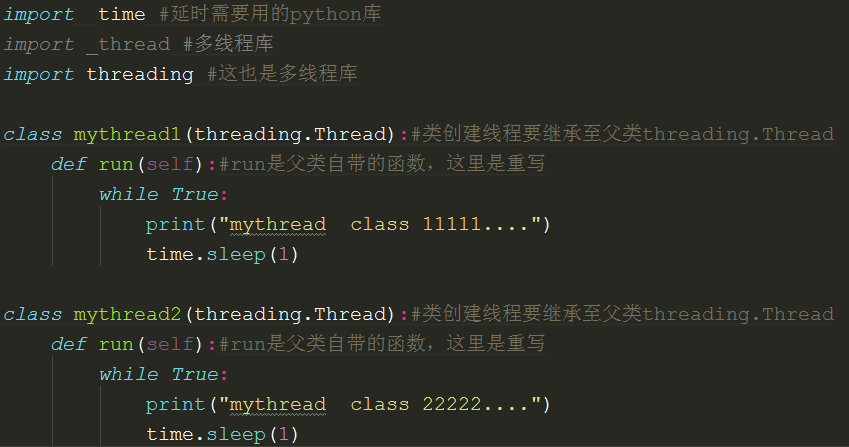 import time #延时需要用的python库
import _thread #多线程库
import threading #这也是多线程库
class mythread1(threading.Thread):#类创建线程要继承至父类threading.Thread
def run(self):#run是父类自带的函数，这里是重写
while True:
print("mythread  class 11111....")
time.sleep(1)
class mythread2(threading.Thread):#类创建线程要继承至父类threading.Thread
def run(self):#run是父类自带的函数，这里是重写
while True:
print("mythread  class 22222....")
time.sleep(1)